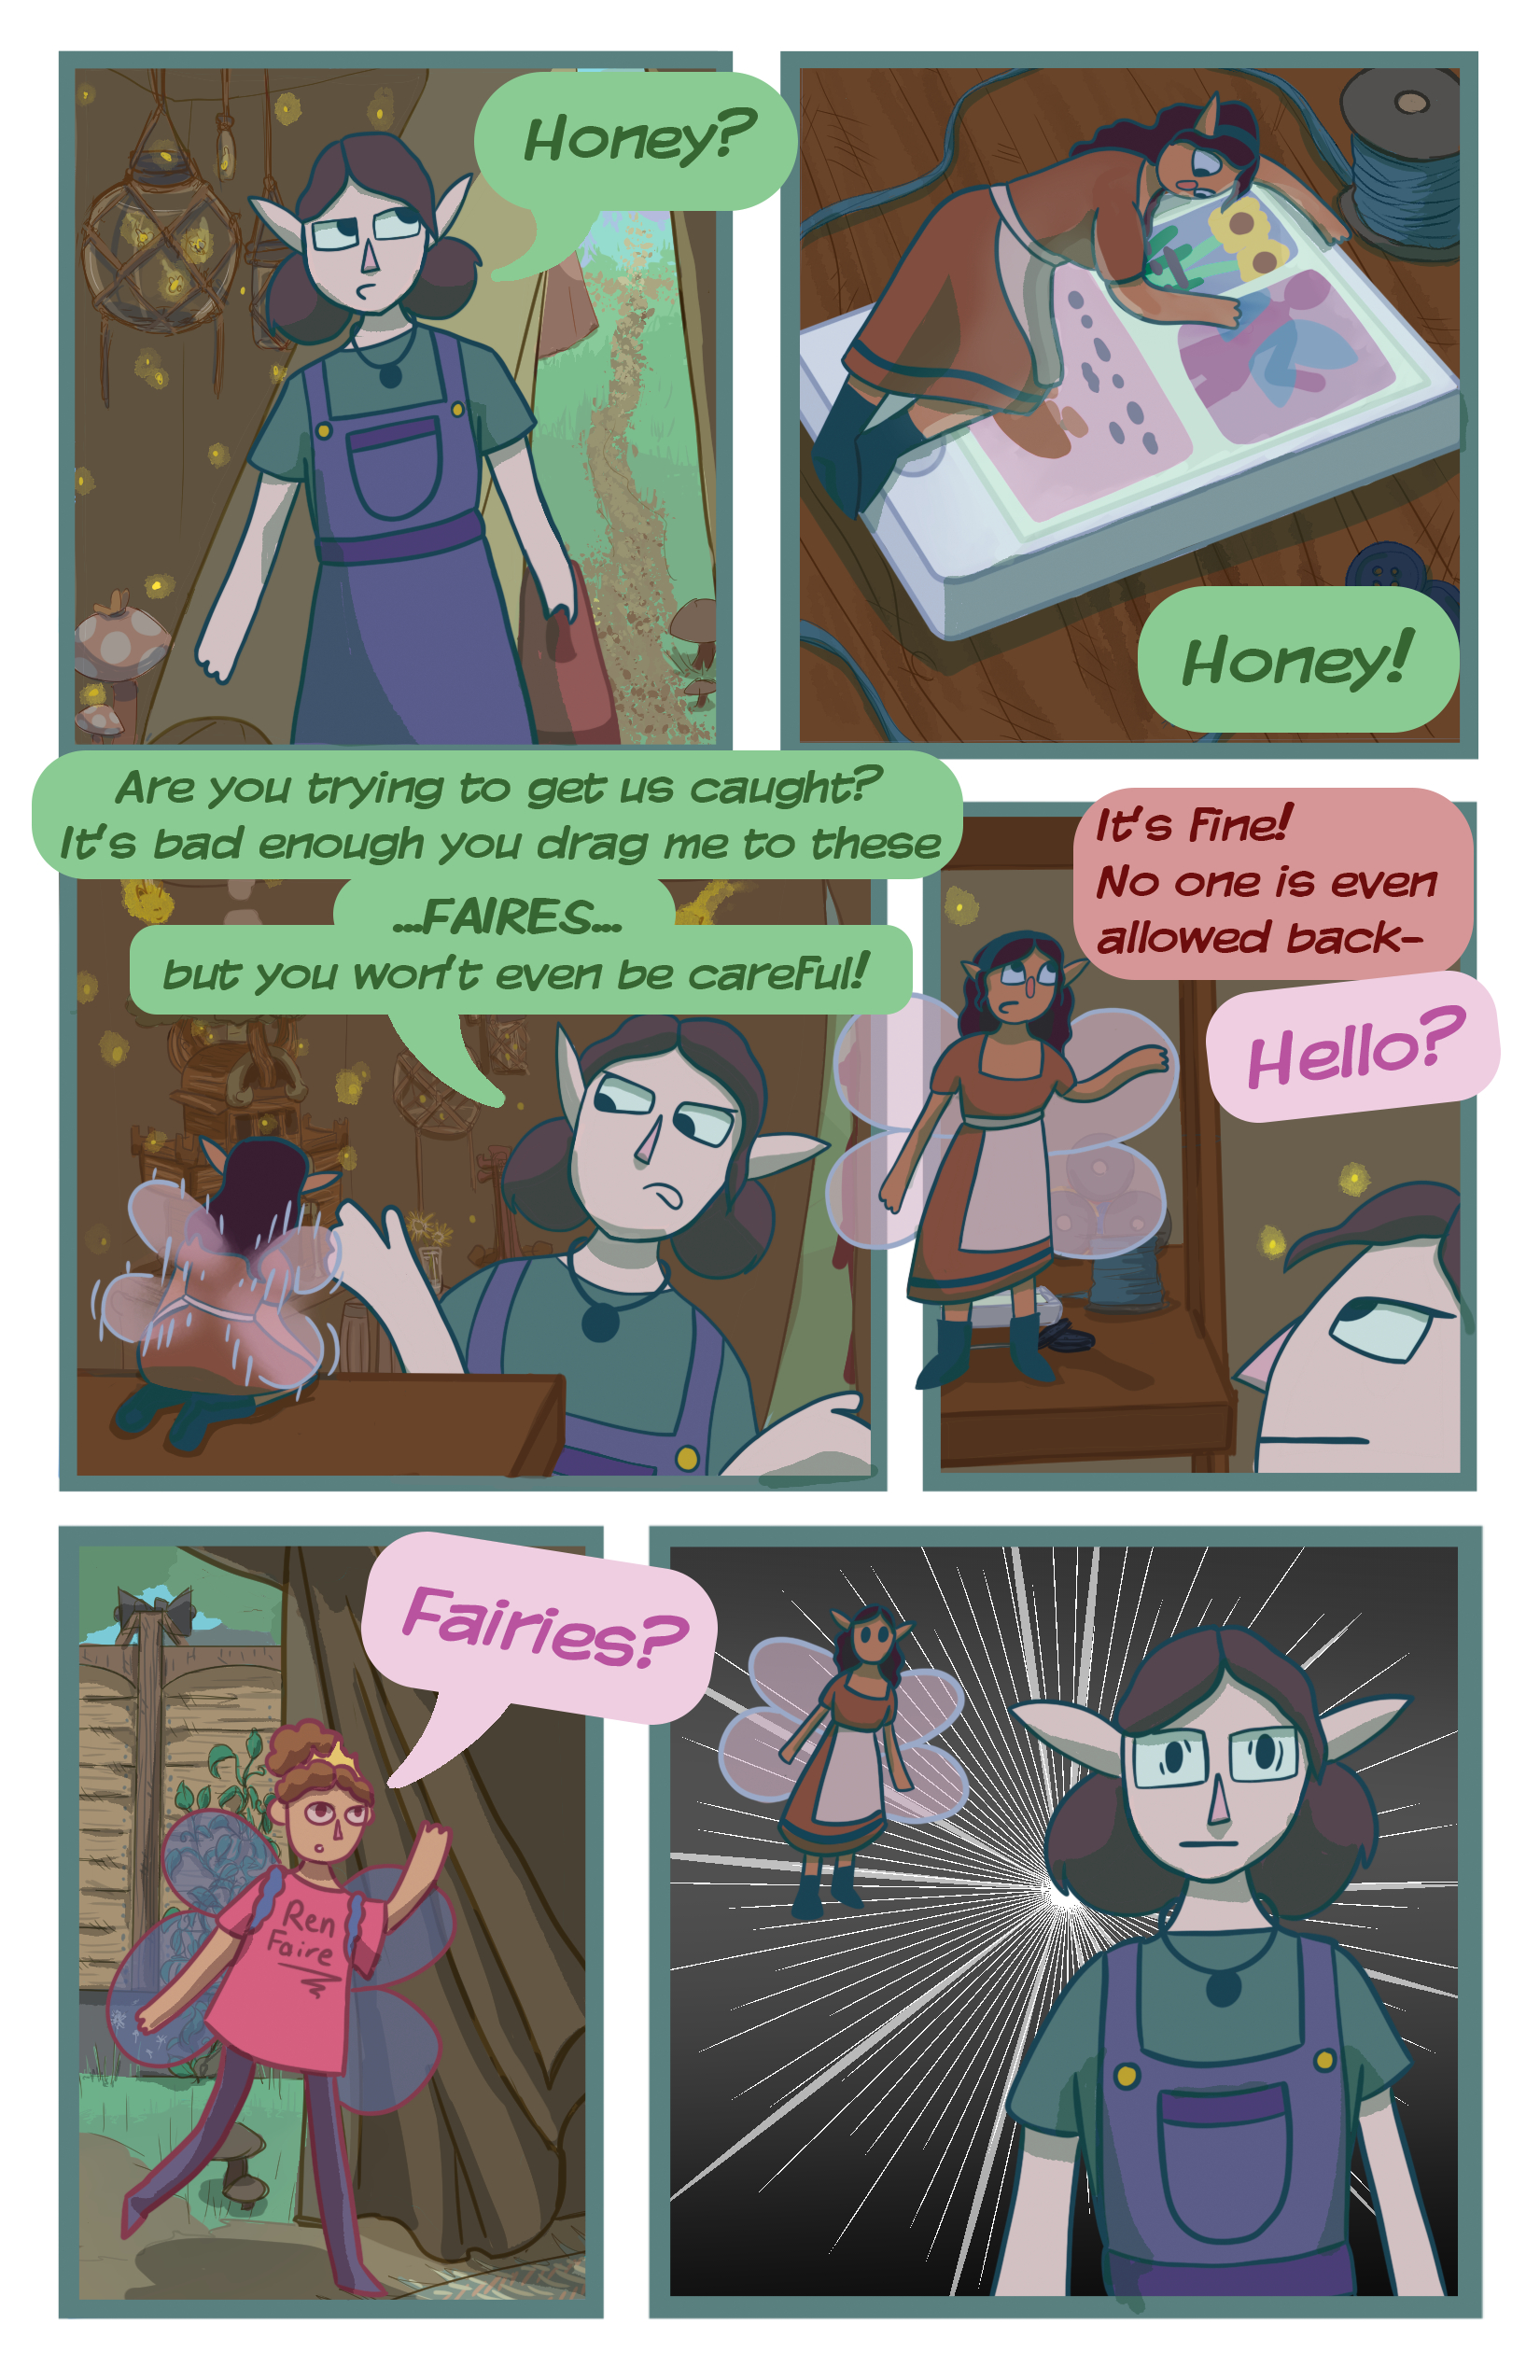 Honey?
Honey!
Are you trying to get us caught?
It's bad enough you drag me to these
...FAIRES...
but you won't even be careful!
It's fine!
No one is even
allowed back-
Hello?
Fairies?
Ren
Faire